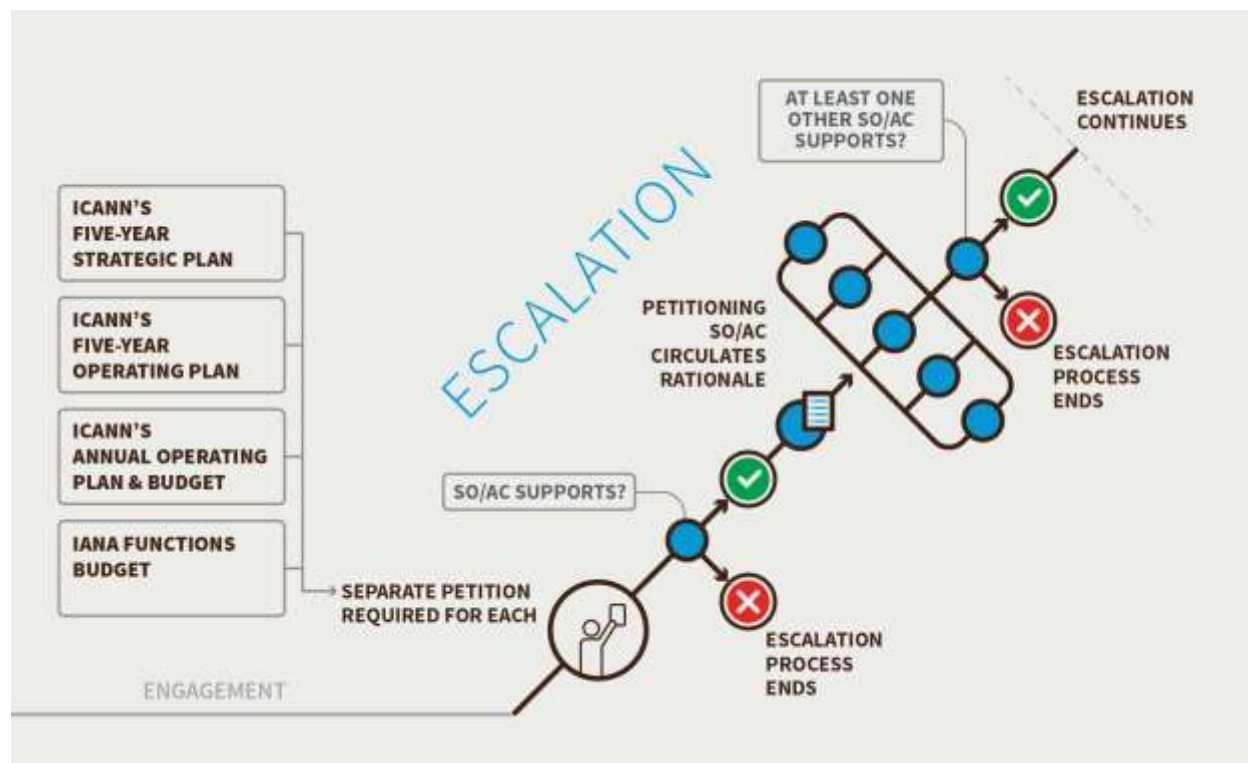 ICANN'S
FIVE-YEAR
STRATEGIC PLAN
ICANN'S
FIVE-YEAR
OPERATING PLAN
ICANN'S
ANNUAL OPERATING
PLAN & BUDGET
IANA FUNCTIONS
BUDGET
SEPARATE PETITION
REQUIRED FOR EACH
ENGAGEMENT
ESCALATION
SO/AC SUPPORTS?
ESCALATION
PROCESS
ENDS
PETITIONING
SO/AC
CIRCULATES
RATIONALE
AT LEAST ONE
OTHER SO/AC
SUPPORTS?
ESCALATION
PROCESS
ENDS
ESCALATION
CONTINUES